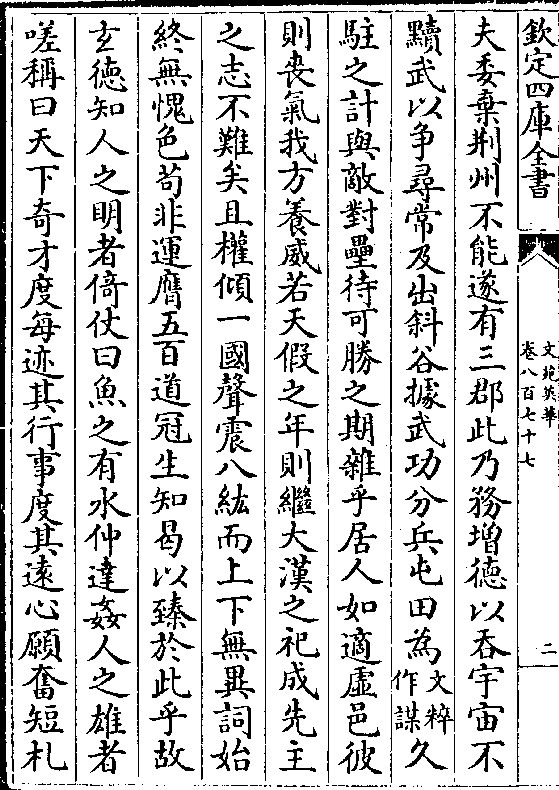 欽定四庫全書
文苑英華
卷八百七十七
二
夫委棄荆州不能遂有三郡此乃務增徳以吞宇宙不
黷武以争尋常及出斜谷據武功分兵屯田為文粹作謀久
駐之計與敵對壘待可勝之期雜乎居人如適虛邑彼
則喪氣我方養威若天假之年則繼大漢之祀成先主
之志不難矣且權傾一國聲震八紘而上下無異詞始
終無愧色苟非運膺五百道冠生知曷以臻於此乎故
玄徳知人之明者倚仗曰魚之有水仲達姦人之雄者
嗟稱曰天下奇才度每迹其行事度其逺心願奮短札